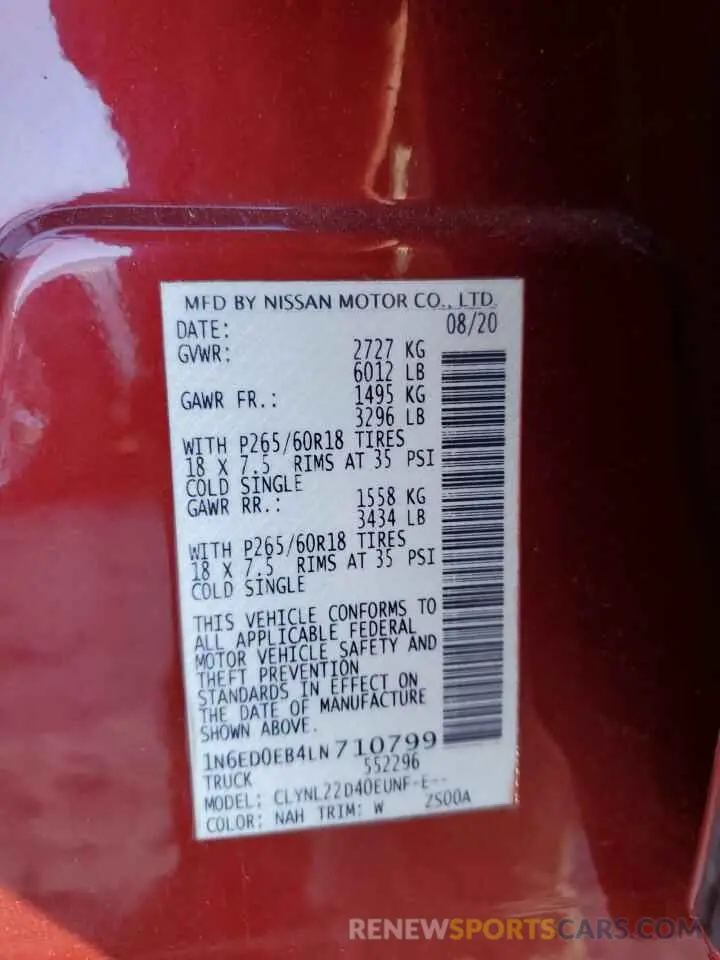 MFD BY NISSAN MOTOR CO., LTD.
DATE: 08/20
GVWR: 2727 KG
6012 LB
GAWR FR.: 1495 KG
3296 LB
WITH P265/60R18 TIRES
18 X 7.5 RIMS AT 35 PSI
COLD SINGLE
GAWR RR.: 1558 KG
3434 LB
WITH P265/60R18 TIRES
18 X 7.5 RIMS AT 35 PSI
COLD SINGLE
THIS VEHICLE CONFORMS TO
ALL APPLICABLE FEDERAL
MOTOR VEHICLE SAFETY AND
THEFT PREVENTION
STANDARDS IN EFFECT ON
THE DATE OF MANUFACTURE
SHOWN ABOVE.
1N6ED0EB4LN710799
TRUCK 552296
MODEL: CLYNL22D40EUNF-E--
COLOR: NAH TRIM: W ZS00A
RENEWSPORTSCARS.COM